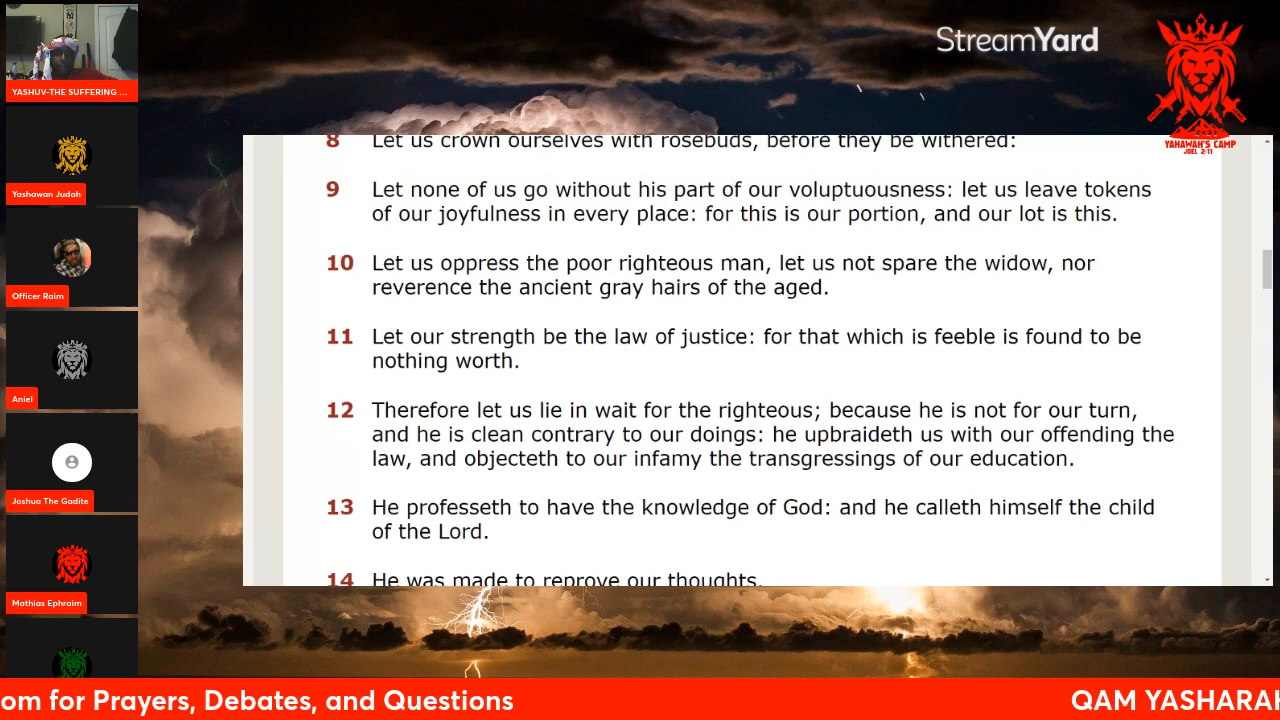 StreamYard
YAHAWAH'S CAMP
JOEL 2:11
YASHUV-THE SUFFERING ...
Yashawan Judah
Officer Raim
Aniel
Joshua The Gadite
Mathias Ephraim
8 Let us crown ourselves with rosebuds, before they be withered:
9 Let none of us go without his part of our voluptuousness: let us leave tokens
of our joyfulness in every place: for this is our portion, and our lot is this.
10 Let us oppress the poor righteous man, let us not spare the widow, nor
reverence the ancient gray hairs of the aged.
11 Let our strength be the law of justice: for that which is feeble is found to be
nothing worth.
12 Therefore let us lie in wait for the righteous; because he is not for our turn,
and he is clean contrary to our doings: he upbraideth us with our offending the
law, and objecteth to our infamy the transgressings of our education.
13 He professeth to have the knowledge of God: and he calleth himself the child
of the Lord.
14 He was made to reprove our thoughts.
om for Prayers, Debates, and Questions QAM YASHARAH